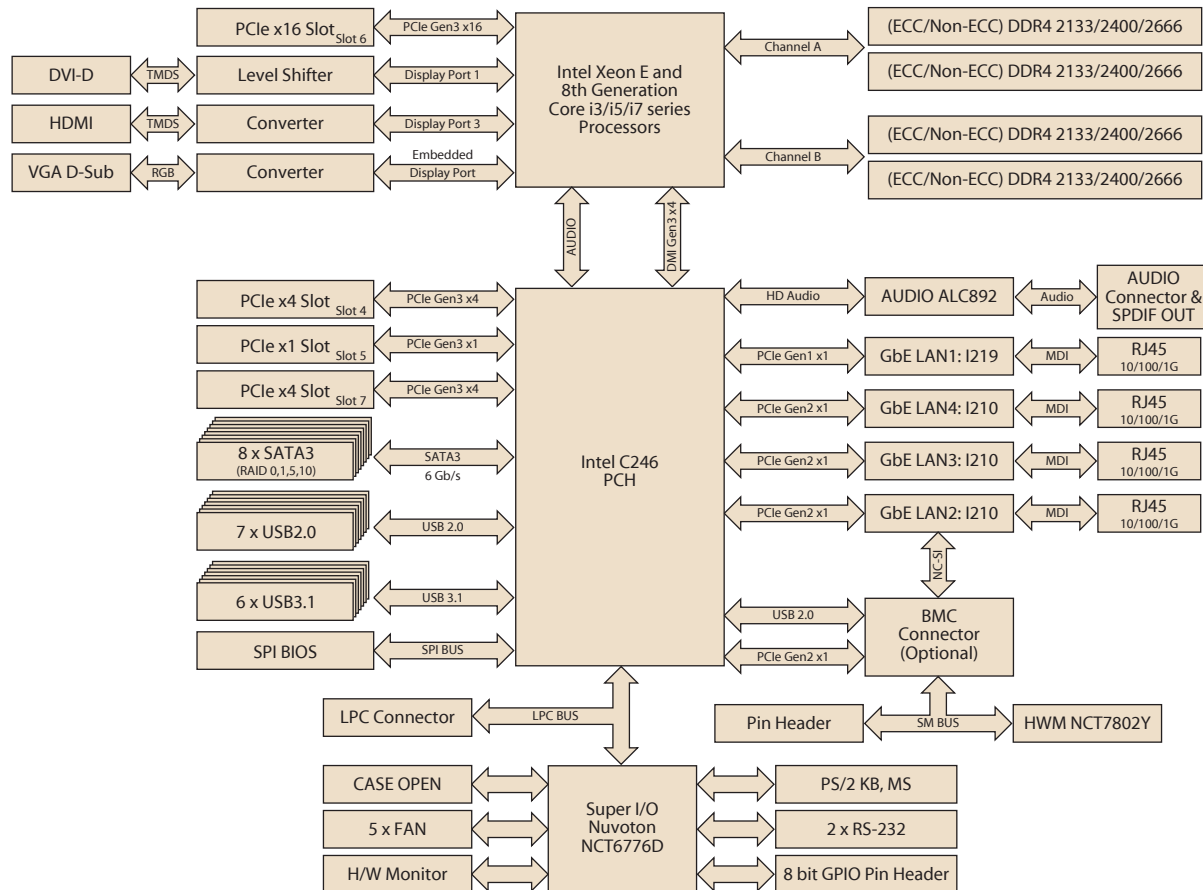 PCIe x16 Slot
Slot 6
PCIe Gen3 x16
DVI-D
TMDS
Level Shifter
Display Port 1
HDMI
TMDS
Converter
Display Port 3
VGA D-Sub
RGB
Converter
Embedded
Display Port
Intel Xeon E and
8th Generation
Core i3/i5/i7 series
Processors
Channel A
(ECC/Non-ECC) DDR4 2133/2400/2666
(ECC/Non-ECC) DDR4 2133/2400/2666
Channel B
(ECC/Non-ECC) DDR4 2133/2400/2666
(ECC/Non-ECC) DDR4 2133/2400/2666
AUDIO
DMI Gen3 x4
PCIe x4 Slot
Slot 4
PCIe Gen3 x4
PCIe x1 Slot
Slot 5
PCIe Gen3 x1
PCIe x4 Slot
Slot 7
PCIe Gen3 x4
8 x SATA3
(RAID 0,1,5,10)
SATA3
6 Gb/s
7 x USB2.0
USB 2.0
6 x USB3.1
USB 3.1
SPI BIOS
SPI BUS
Intel C246
PCH
HD Audio
AUDIO ALC892
Audio
AUDIO
Connector &
SPDIF OUT
PCIe Gen1 x1
GbE LAN1: I219
MDI
RJ45
10/100/1G
PCIe Gen2 x1
GbE LAN4: I210
MDI
RJ45
10/100/1G
PCIe Gen2 x1
GbE LAN3: I210
MDI
RJ45
10/100/1G
PCIe Gen2 x1
GbE LAN2: I210
MDI
RJ45
10/100/1G
NC-SI
USB 2.0
PCIe Gen2 x1
BMC
Connector
(Optional)
LPC Connector
LPC BUS
Pin Header
SM BUS
HWM NCT7802Y
CASE OPEN
5 x FAN
H/W Monitor
Super I/O
Nuvoton
NCT6776D
PS/2 KB, MS
2 x RS-232
8 bit GPIO Pin Header